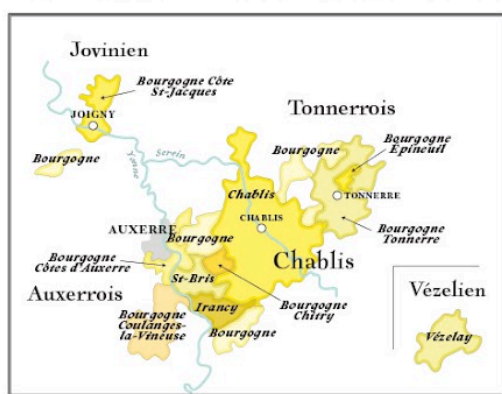 Jovinien
Bourgogne Côte
St-Jacques
JOIGNY
Bourgogne
Yonne
Serein
Tonnerrois
Bourgogne
Bourgogne
Epineuil
TONNERRE
Bourgogne
Tonnerre
Chablis
CHABLIS
Chablis
AUXERRE
Bourgogne
Bourgogne
Côtes d'Auxerre
St-Bris
Auxerrois
Bourgogne
Chitry
Irancy
Bourgogne
Coulanges-
la-Vineuse
Bourgogne
Vézelien
Vézelay